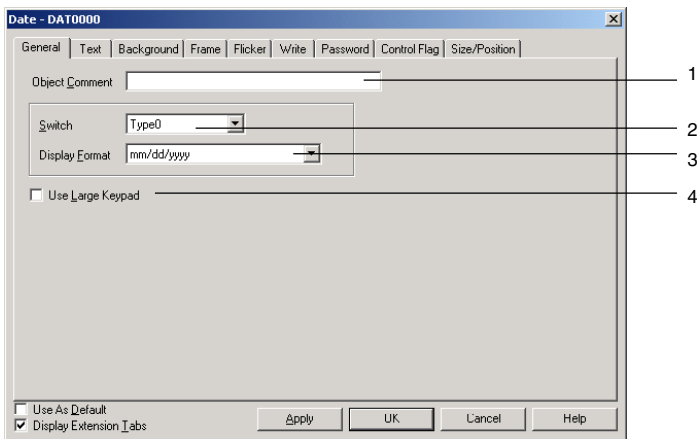 Date - DAT0000
General Text Background Frame Flicker Write Password Control Flag Size/Position
Object Comment 1
Switch Type0 2
Display Format mm/dd/yyyy 3
Use Large Keypad 4
Use As Default
Display Extension Tabs
Apply UK Cancel Help